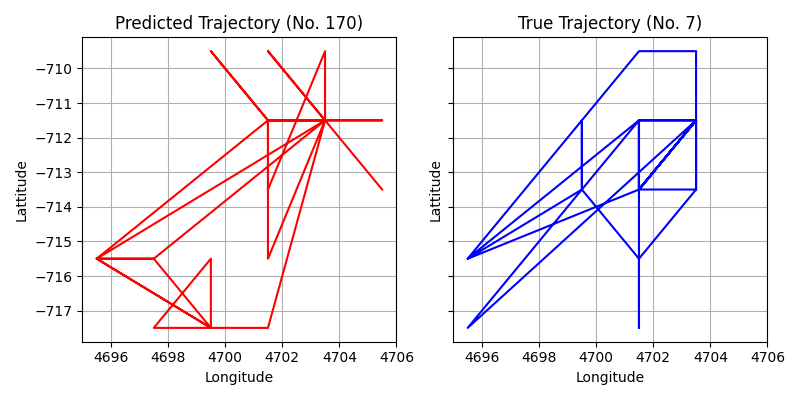 Predicted Trajectory (No. 170)
Lattitude
−710
−711
−712
−713
−714
−715
−716
−717
4696 4698 4700 4702 4704 4706
Longitude
True Trajectory (No. 7)
Lattitude
4696 4698 4700 4702 4704 4706
Longitude